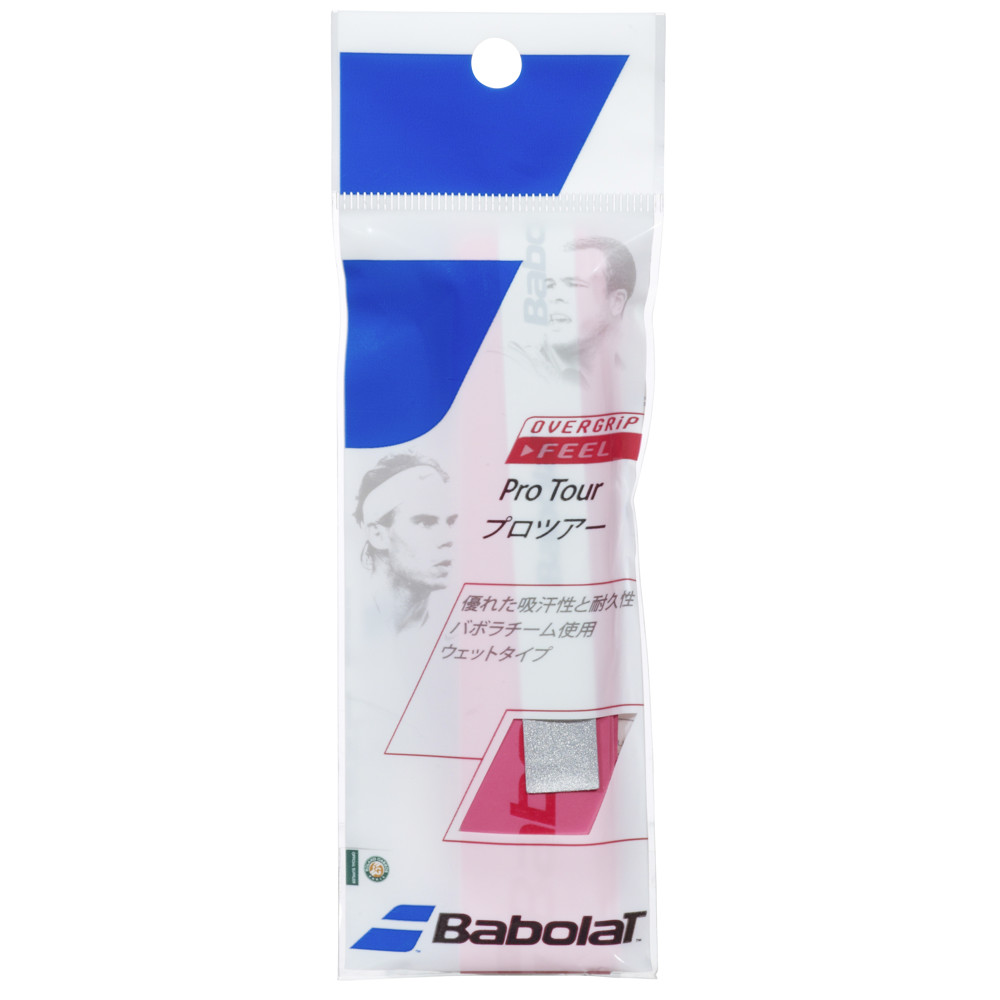 Babo
OVERGRIP
FEEL
Pro Tour
プロツアー
優れた吸汗性と耐久性
バボラチーム使用
ウェットタイプ
BabolaT